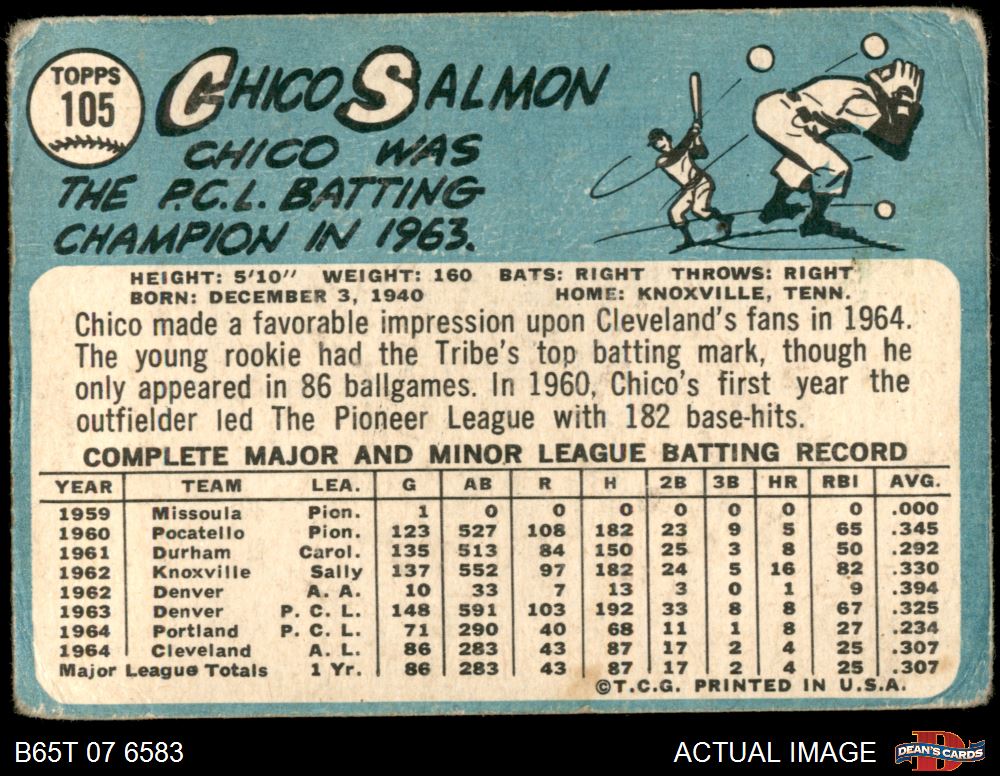 TOPPS
105
CHICO SALMON
CHICO WAS
THE P.C.L. BATTING
CHAMPION IN 1963.
HEIGHT: 5'10" WEIGHT: 160 BATS: RIGHT THROWS: RIGHT
BORN: DECEMBER 3, 1940 HOME: KNOXVILLE, TENN.
Chico made a favorable impression upon Cleveland's fans in 1964.
The young rookie had the Tribe's top batting mark, though he
only appeared in 86 ballgames. In 1960, Chico's first year the
outfielder led The Pioneer League with 182 base-hits.
COMPLETE MAJOR AND MINOR LEAGUE BATTING RECORD
YEAR TEAM LEA. G AB R H 2B 3B HR RBI AVG.
1959 Missoula Pion. 1 0 0 0 0 0 0 0 .000
1960 Pocatello Pion. 123 527 108 182 23 9 5 65 .345
1961 Durham Carol. 135 513 84 150 25 3 8 50 .292
1962 Knoxville Sally 137 552 97 182 24 5 16 82 .330
1962 Denver A. A. 10 33 7 13 3 0 1 9 .394
1963 Denver P. C. L. 148 591 103 192 33 8 8 67 .325
1964 Portland P. C. L. 71 290 40 68 11 1 8 27 .234
1964 Cleveland A. L. 86 283 43 87 17 2 4 25 .307
Major League Totals 1 Yr. 86 283 43 87 17 2 4 25 .307
©T.C.G. PRINTED IN U.S.A.
B65T 07 6583 ACTUAL IMAGE DEAN'S CARDS